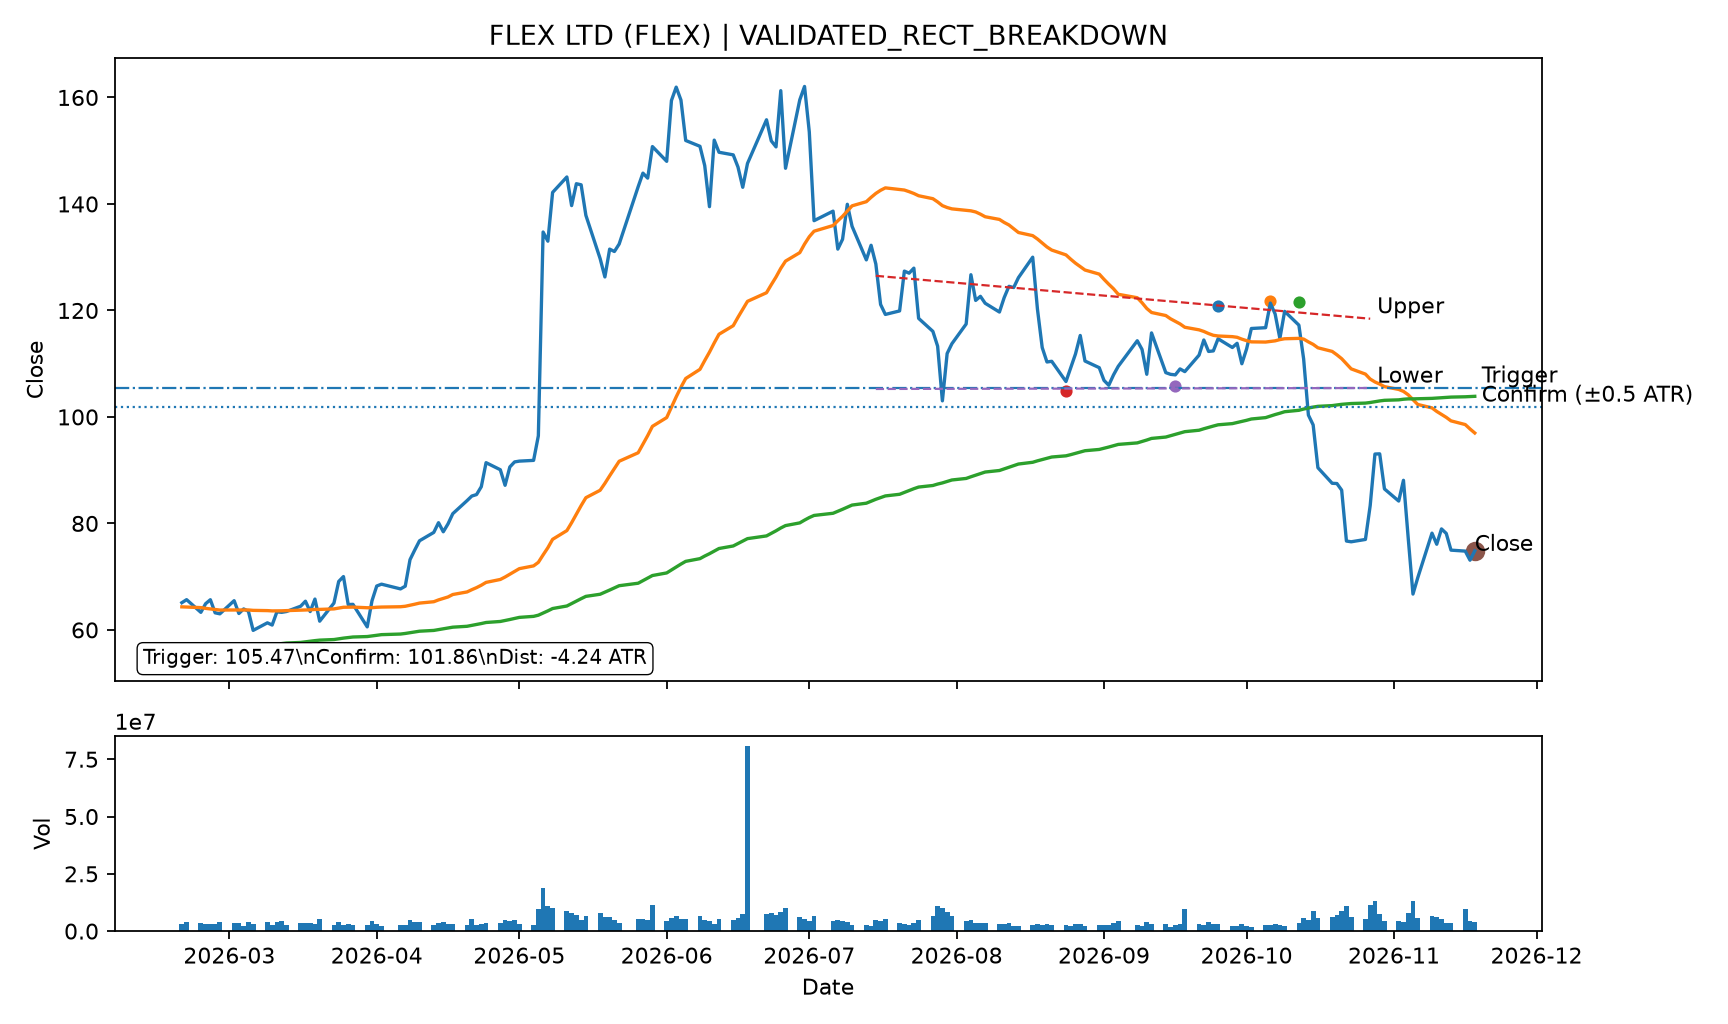 FLEX LTD (FLEX) | VALIDATED_RECT_BREAKDOWN
160
140
120
100
80
60
Close
Upper
Lower
Trigger
Confirm (±0.5 ATR)
Close
Trigger: 105.47\nConfirm: 101.86\nDist: -4.24 ATR
1e7
7.5
5.0
2.5
0.0
Vol
2026-03
2026-04
2026-05
2026-06
2026-07
2026-08
2026-09
2026-10
2026-11
2026-12
Date